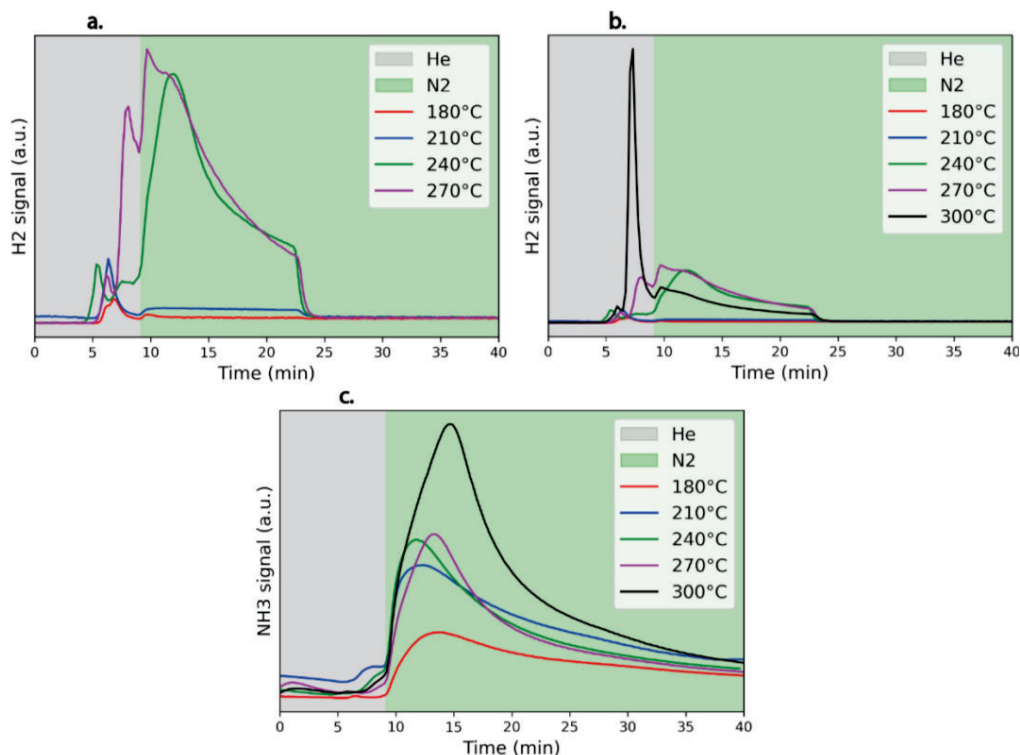 a.
H2 signal (a.u.)
He
N2
180°C
210°C
240°C
270°C
0 5 10 15 20 25 30 35 40
Time (min)
b.
H2 signal (a.u.)
He
N2
180°C
210°C
240°C
270°C
300°C
0 5 10 15 20 25 30 35 40
Time (min)
c.
NH3 signal (a.u.)
He
N2
180°C
210°C
240°C
270°C
300°C
0 5 10 15 20 25 30 35 40
Time (min)